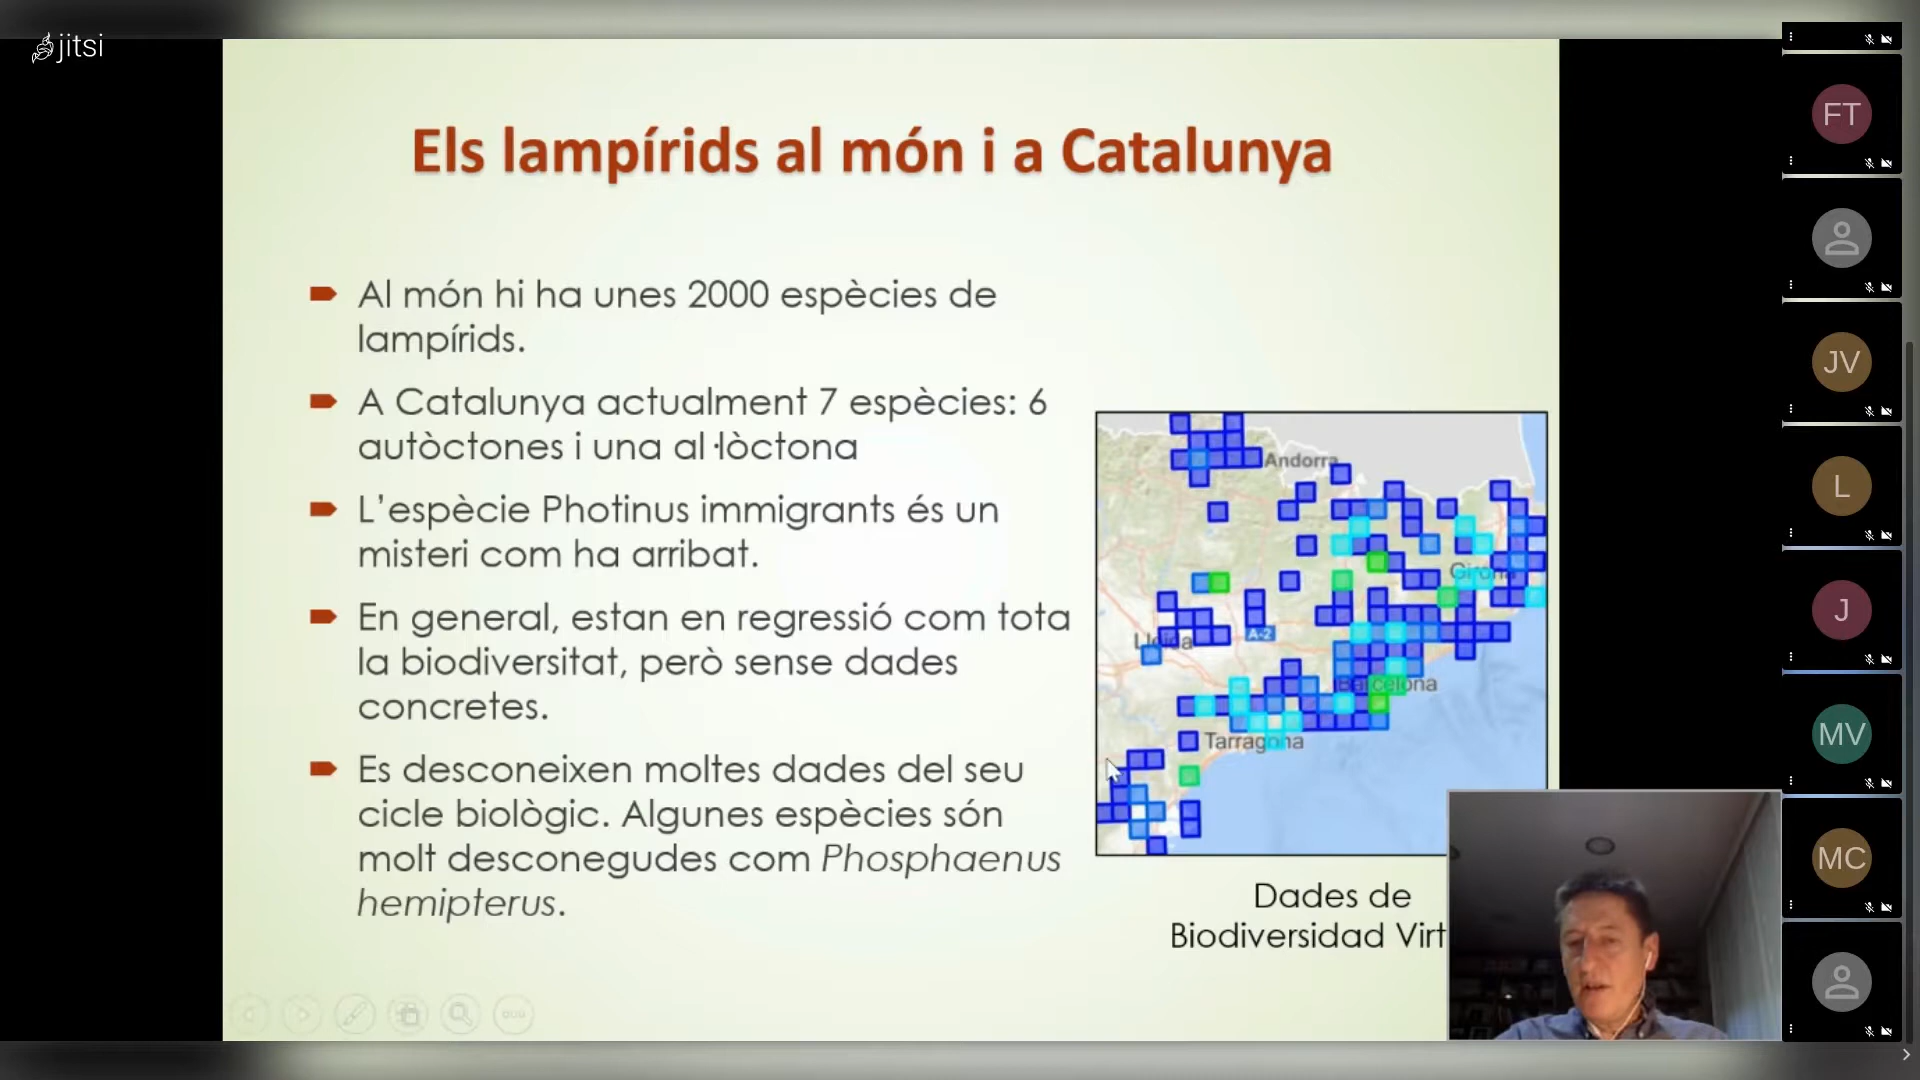 jitsi
Els lampírids al món i a Catalunya
Al món hi ha unes 2000 espècies de
lampírids.
A Catalunya actualment 7 espècies: 6
autòctones i una al·lòctona
L’espècie Photinus immigrants és un
misteri com ha arribat.
En general, estan en regressió com tota
la biodiversitat, però sense dades
concretes.
Es desconeixen moltes dades del seu
cicle biològic. Algunes espècies són
molt desconegudes com Phosphaenus
hemipterus.
Andorra
Girona
Lleida
A-2
Barcelona
Tarragona
Dades de
Biodiversidad Virt
FT
JV
L
J
MV
MC